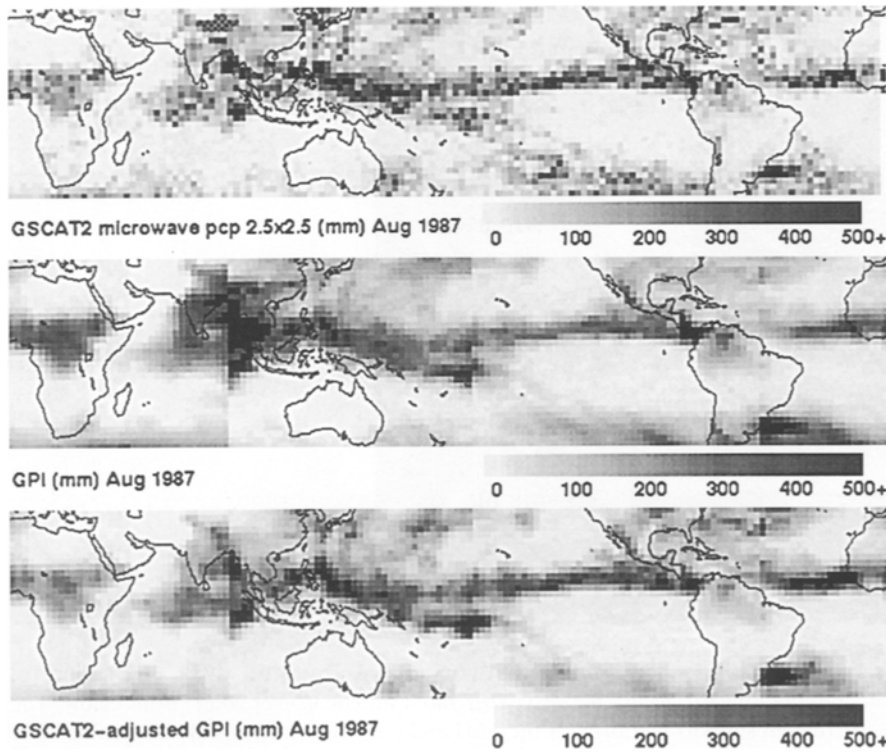 GSCAT2 microwave pcp 2.5x2.5 (mm) Aug 1987
0 100 200 300 400 500+
GPI (mm) Aug 1987
0 100 200 300 400 500+
GSCAT2-adjusted GPI (mm) Aug 1987
0 100 200 300 400 500+